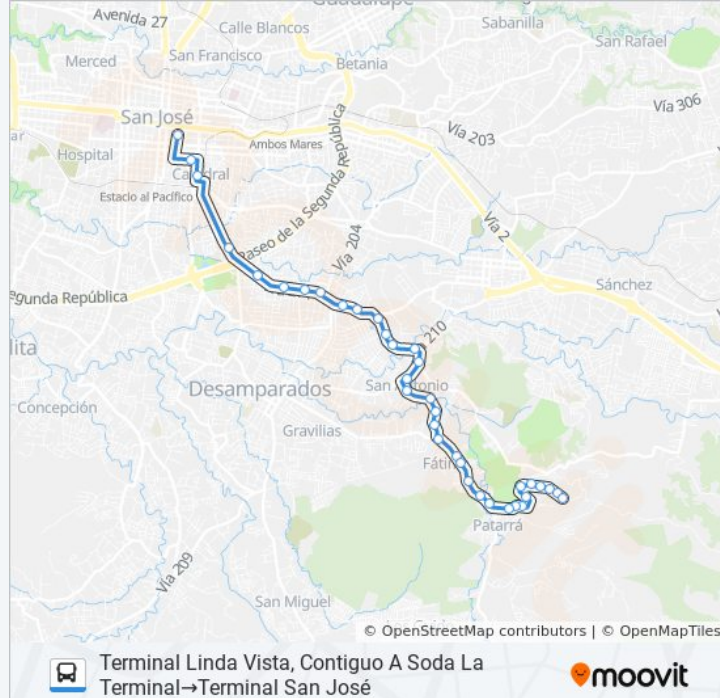 Guadalupe
Avenida 27
Calle Blancos
San Rafael
Merced
San Francisco
Sabanilla
Betania
Vía 306
San José
Vía 203
Ambos Mares
Hospital
Estacio al Pacífico
Paseo de la Segunda República
Vía 2
Vía 204
Sánchez
egunda República
210
lita
Desamparados
San Antonio
Concepción
Gravilias
Patarrá
Vía 209
San Miguel
© OpenStreetMap contributors | © OpenMapTiles
Terminal Linda Vista, Contiguo A Soda La
Terminal→Terminal San José
moovit